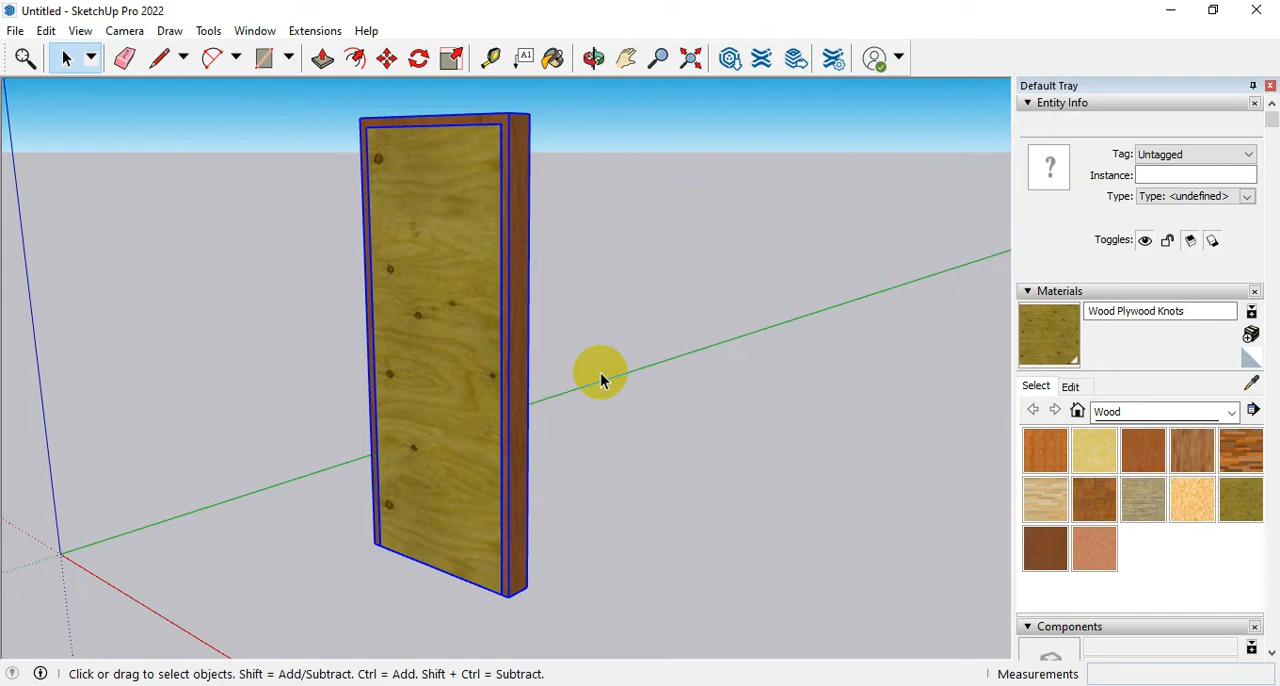 Untitled - SketchUp Pro 2022
File Edit View Camera Draw Tools Window Extensions Help
A1
Default Tray
Entity Info
?
Tag: Untagged
Instance:
Type: Type: <undefined>
Toggles:
Materials
Wood Plywood Knots
Select Edit
Wood
Components
Click or drag to select objects. Shift = Add/Subtract. Ctrl = Add. Shift + Ctrl = Subtract.
Measurements